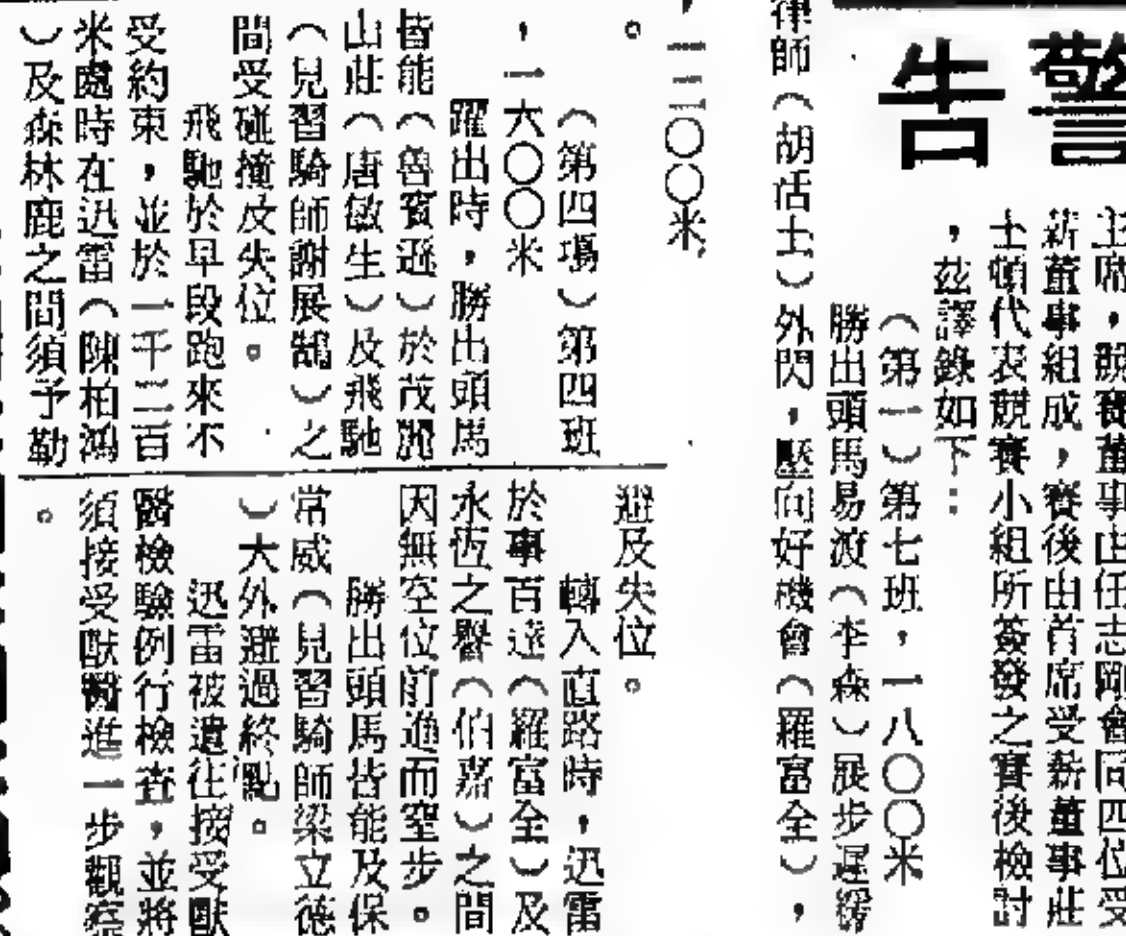 警告
主席，競賽董事由任志剛會同四位受
薪董事組成，賽後由首席受薪董事莊
士頓代表競賽小組所簽發之賽後檢討
，茲譯錄如下：
（第一）第七班，一八〇〇米
勝出頭馬易渡（李森）展步遲緩
律師（胡活士）外閃，壓向好機會（羅富全），
二〇〇米，
。
（第四場）第四班
，一六〇〇米
躍出時，勝出頭馬
皆能（魯賓遜）於茂
山莊（唐敏生）及飛馳
（見習騎師謝展鵠）之
間受碰撞及失位。
飛馳於早段跑來不
受約束，並於一千二百
米處時在迅雷（陳柏鴻
）及森林鹿之間須予勒
避及失位。
轉入直路時，迅雷
於事百達（羅富全）及
永恆之譽（伯嘉）之間
因無空位前進而窒步。
勝出頭馬皆能及保
常威（見習騎師梁立德
）大外避過終點。
迅雷被遣往接受獸
醫檢驗例行檢查，並將
須接受獸醫進一步觀察
。